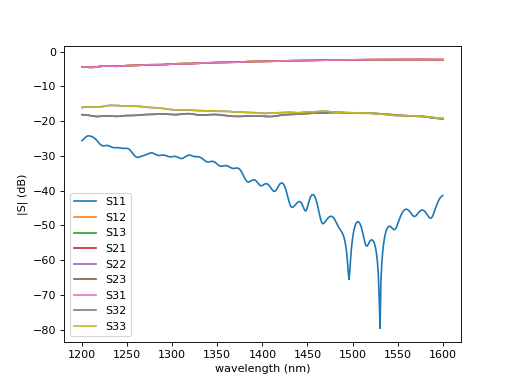 0
−10
−20
−30
−40
−50
−60
−70
−80
|S| (dB)
S11
S12
S13
S21
S22
S23
S31
S32
S33
1200 1250 1300 1350 1400 1450 1500 1550 1600
wavelength (nm)